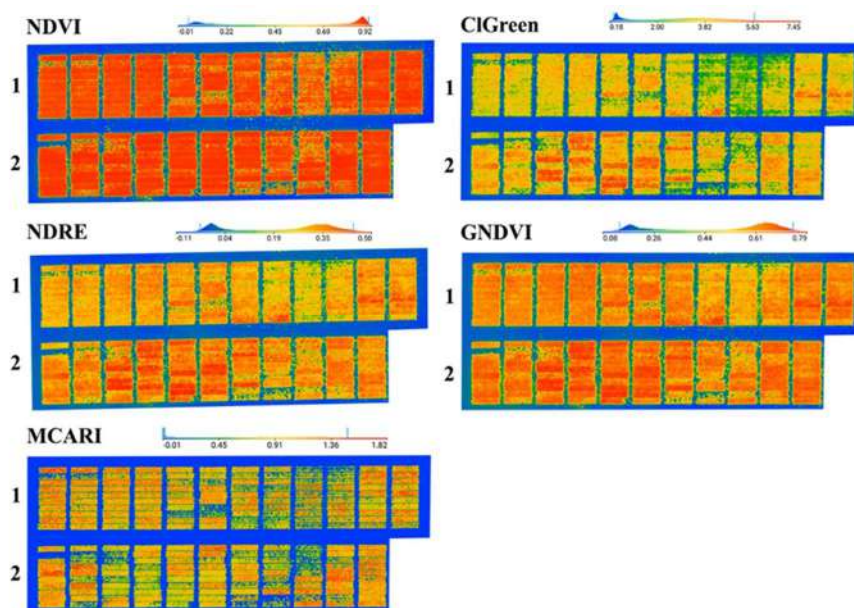 NDVI
-0.01 0.22 0.45 0.69 0.92
1
2
ClGreen
0.18 2.00 3.82 5.63 7.45
1
2
NDRE
-0.11 0.04 0.19 0.35 0.50
1
2
GNDVI
0.08 0.26 0.44 0.61 0.79
1
2
MCARI
-0.01 0.45 0.91 1.36 1.82
1
2